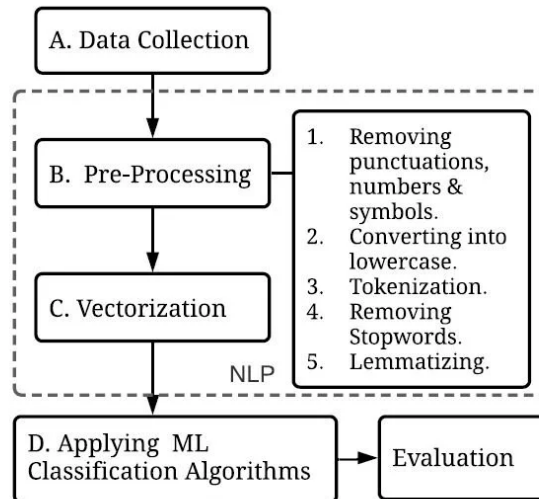 A. Data Collection
B. Pre-Processing
1. Removing
punctuations,
numbers &
symbols.
2. Converting into
lowercase.
3. Tokenization.
4. Removing
Stopwords.
5. Lemmatizing.
C. Vectorization
NLP
D. Applying ML
Classification Algorithms
Evaluation